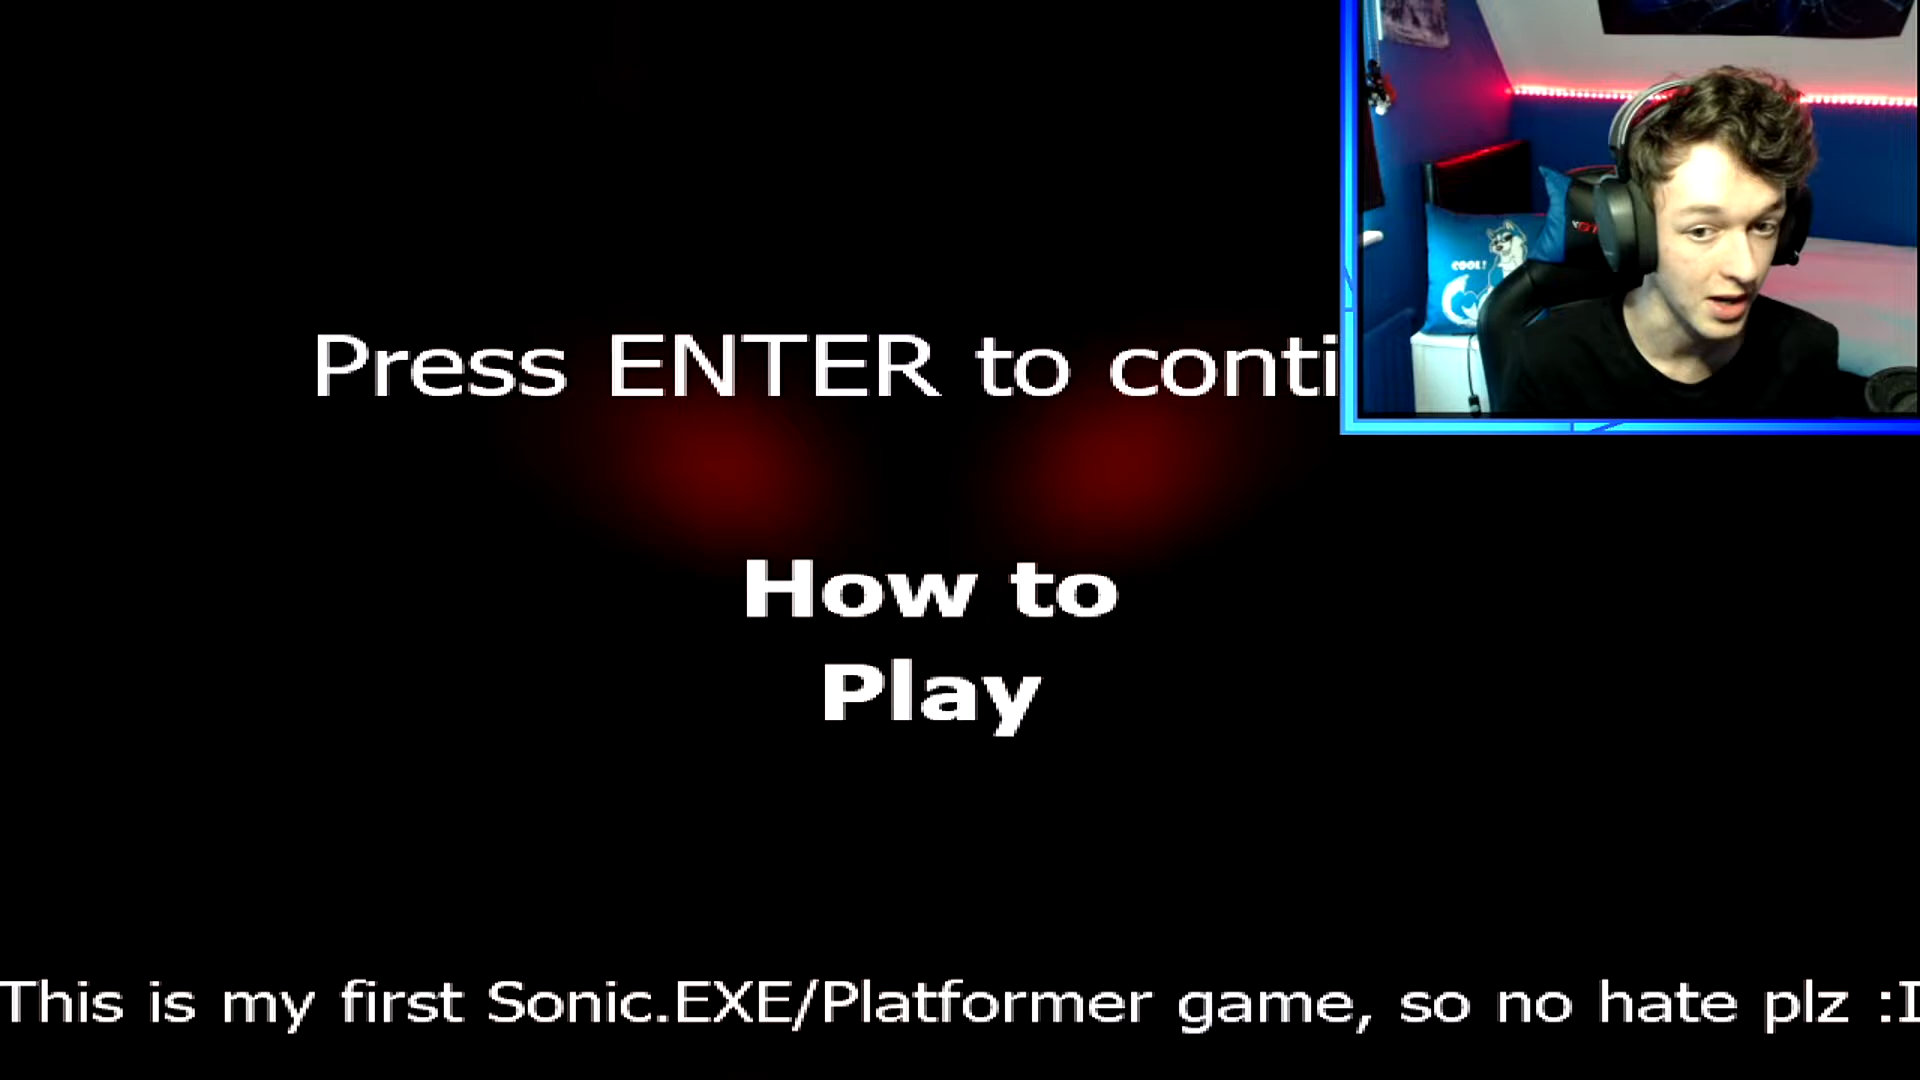 Press ENTER to conti
COOL!
How to
Play
This is my first Sonic.EXE/Platformer game, so no hate plz :I